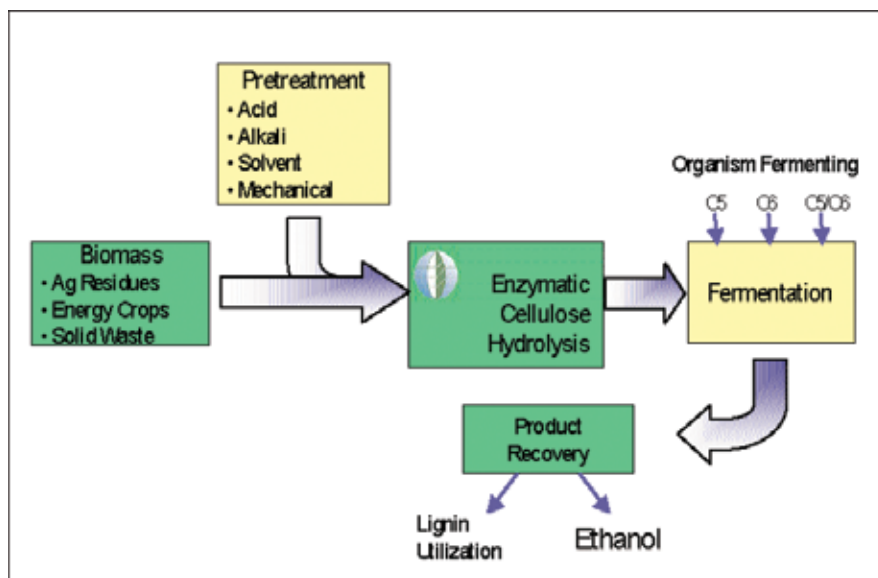 Pretreatment
• Acid
• Alkali
• Solvent
• Mechanical
Organism Fermenting
C5 C6 C5/C6
Biomass
• Ag Residues
• Energy Crops
• Solid Waste
Enzymatic
Cellulose
Hydrolysis
Fermentation
Product
Recovery
Lignin
Utilization
Ethanol